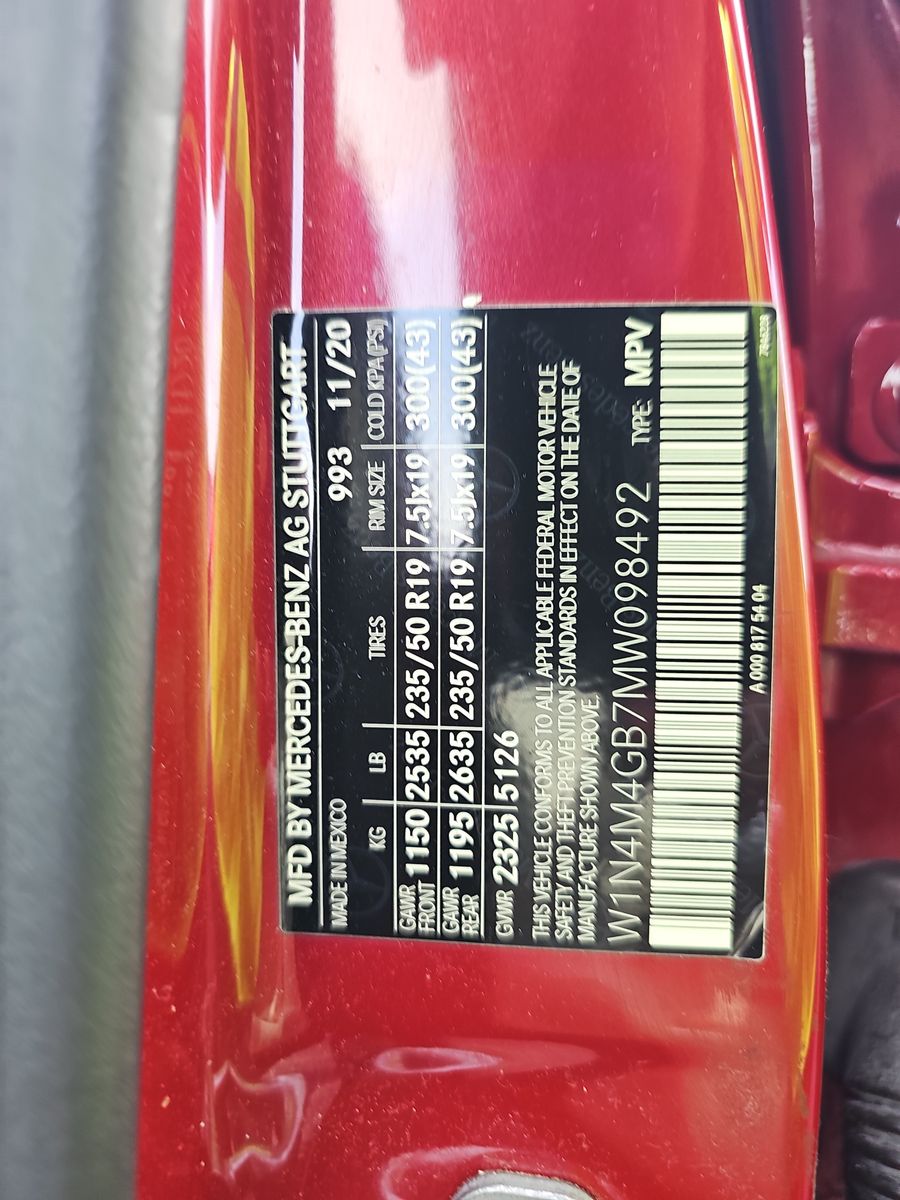 MFD BY MERCEDES-BENZ AG STUTTGART
MADE IN MEXICO 993 11/20
KG LB TIRES RIM SIZE COLD KPA(PSI)
GAWR FRONT 1150 2535 235/50 R19 7.5Jx19 300(43)
GAWR REAR 1195 2635 235/50 R19 7.5Jx19 300(43)
GVWR 2325 5126
THIS VEHICLE CONFORMS TO ALL APPLICABLE FEDERAL MOTOR VEHICLE
SAFETY AND THEFT PREVENTION STANDARDS IN EFFECT ON THE DATE OF
MANUFACTURE SHOWN ABOVE.
W1N4M4GB7MW098492 TYPE: MPV
A 000 817 54 04